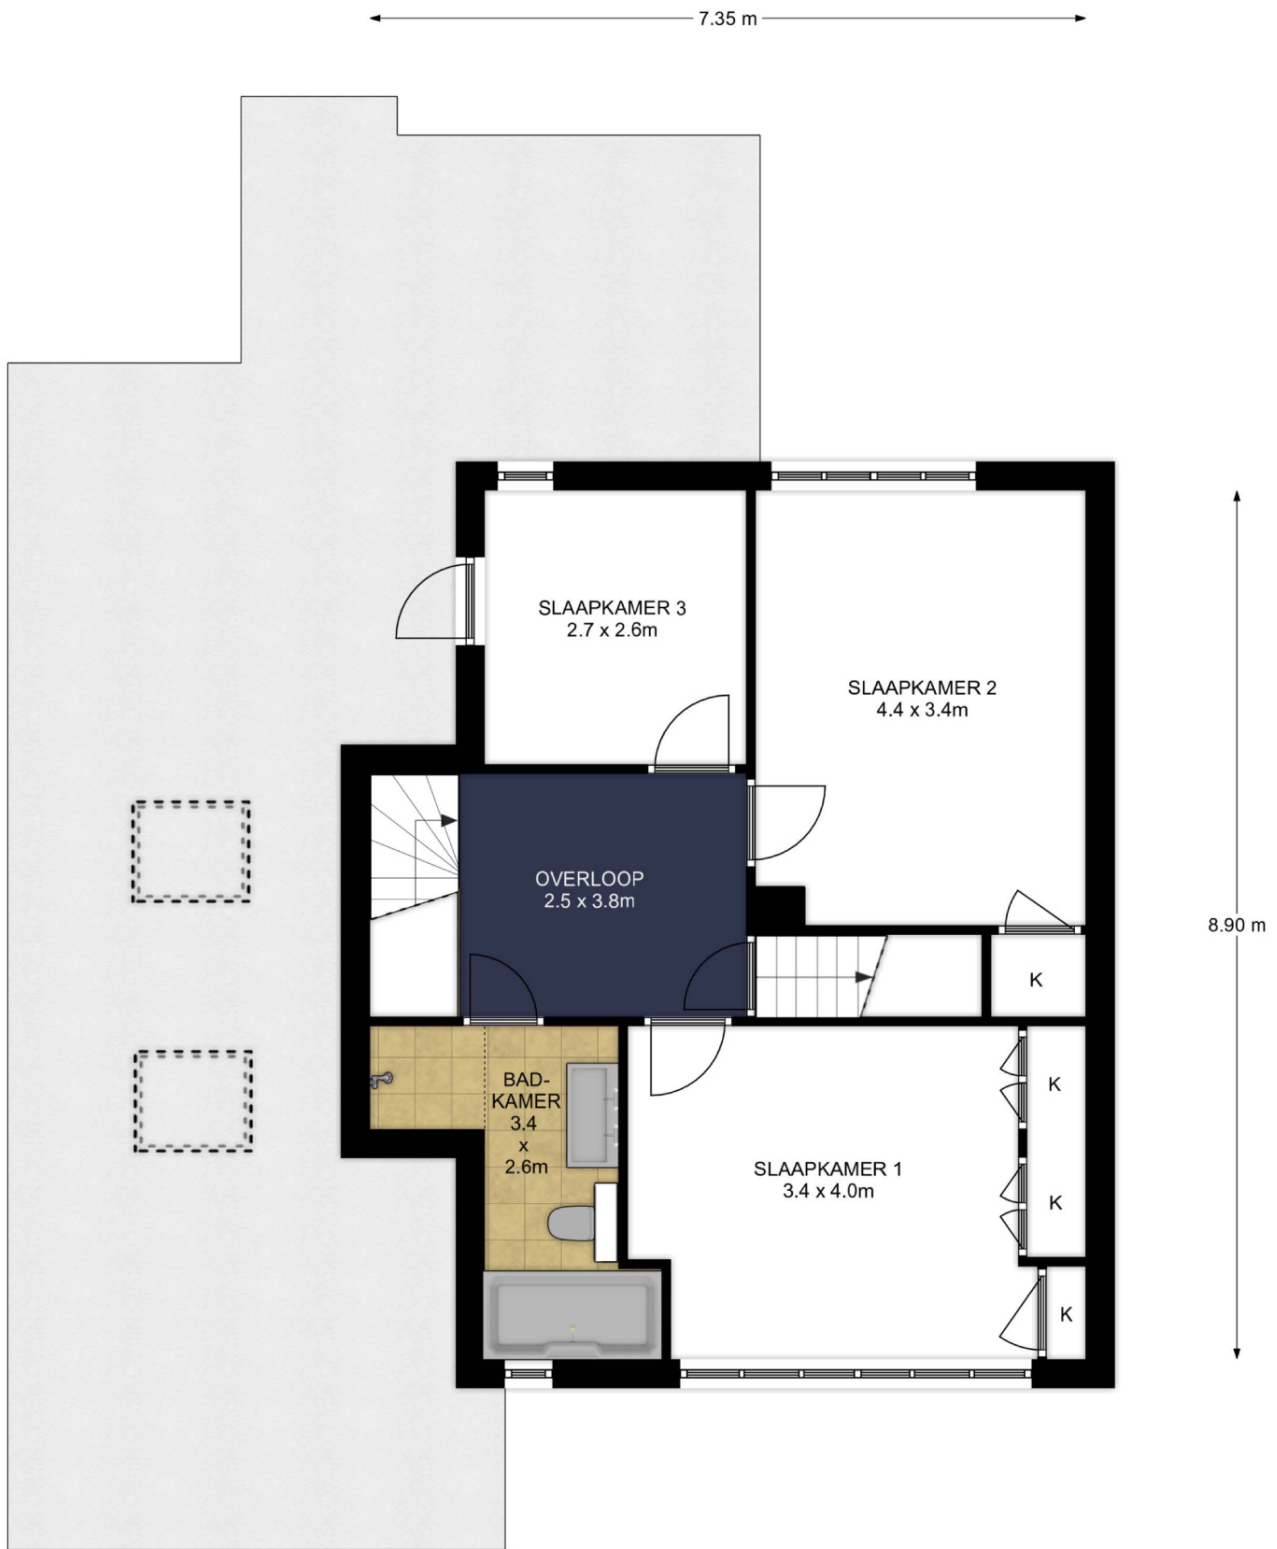 7.35 m
SLAAPKAMER 3
2.7 x 2.6m
SLAAPKAMER 2
4.4 x 3.4m
OVERLOOP
2.5 x 3.8m
8.90 m
K
BAD-
KAMER
3.4
x
2.6m
K
SLAAPKAMER 1
3.4 x 4.0m
K
K